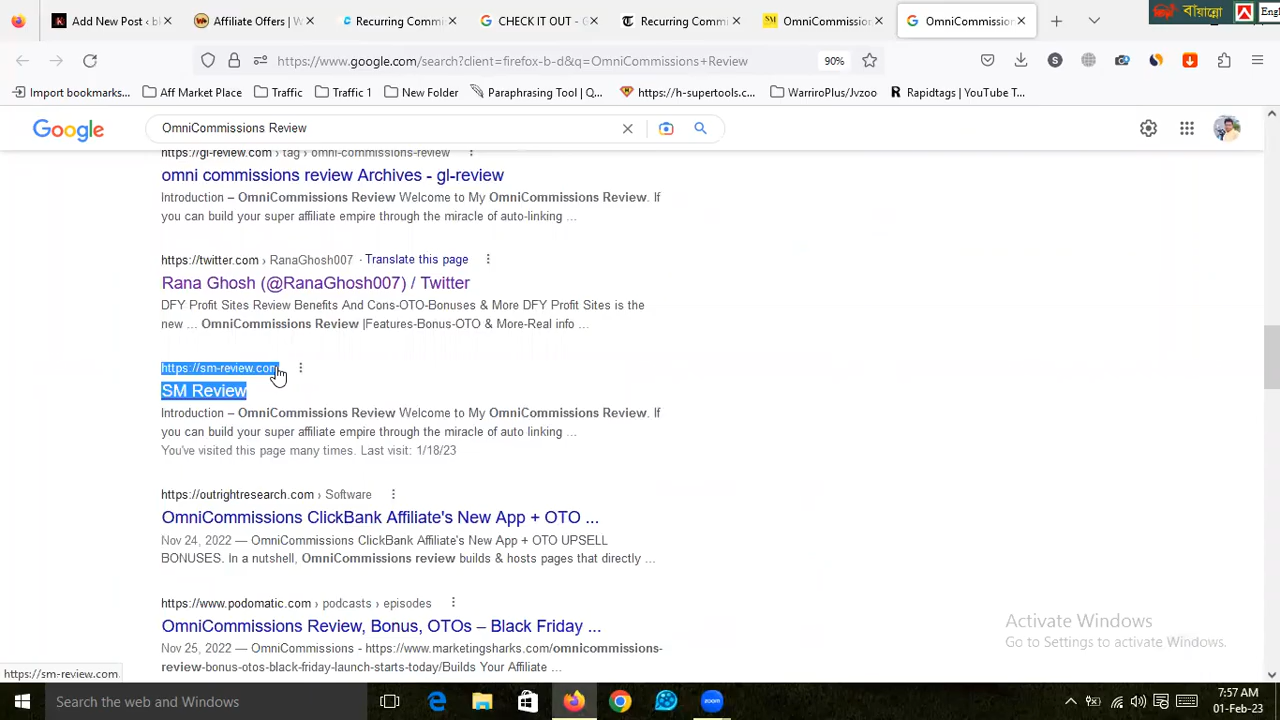 Add New Post ‹ bl
Affiliate Offers | W
Recurring Commi
CHECK IT NOW - G
Recurring Commi
OmniCommission
OmniCommission
বাঁয়ান্নো
Engl
https://www.google.com/search?client=firefox-b-d&q=OmniCommissions+Review
90%
Import bookmarks...
Aff Market Place
Traffic
Traffic 1
New Folder
Paraphrasing Tool | Q...
https://h-supertools.c...
WarriroPlus/Jvzoo
Rapidtags | YouTube T...
Google
OmniCommissions Review
https://gl-review.com › tag › omni-commissions-review
omni commissions review Archives - gl-review
Introduction – OmniCommissions Review Welcome to My OmniCommissions Review. If
you can build your super affiliate empire through the miracle of auto-linking ...
https://twitter.com › RanaGhosh007 · Translate this page
Rana Ghosh (@RanaGhosh007) / Twitter
DFY Profit Sites Review Benefits And Cons-OTO-Bonuses & More DFY Profit Sites is the
new ... OmniCommissions Review |Features-Bonus-OTO & More-Real info ...
https://sm-review.com
SM Review
Introduction – OmniCommissions Review Welcome to My OmniCommissions Review. If
you can build your super affiliate empire through the miracle of auto linking ...
You've visited this page many times. Last visit: 1/18/23
https://outrightresearch.com › Software
OmniCommissions ClickBank Affiliate's New App + OTO ...
Nov 24, 2022 — OmniCommissions ClickBank Affiliate's New App + OTO UPSELL
BONUSES. In a nutshell, OmniCommissions review builds & hosts pages that directly ...
https://www.podomatic.com › podcasts › episodes
OmniCommissions Review, Bonus, OTOs – Black Friday ...
Nov 25, 2022 — OmniCommissions - https://www.marketingsharks.com/omnicommissions-
review-bonus-otos-black-friday-launch-starts-today/Builds Your Affiliate ...
Activate Windows
Go to Settings to activate Windows.
https://sm-review.com
Search the web and Windows
zoom
7:57 AM
01-Feb-23